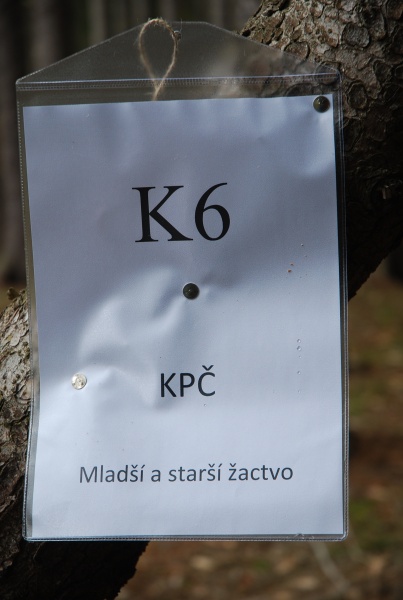 K6
KPČ
Mladší a starší žactvo